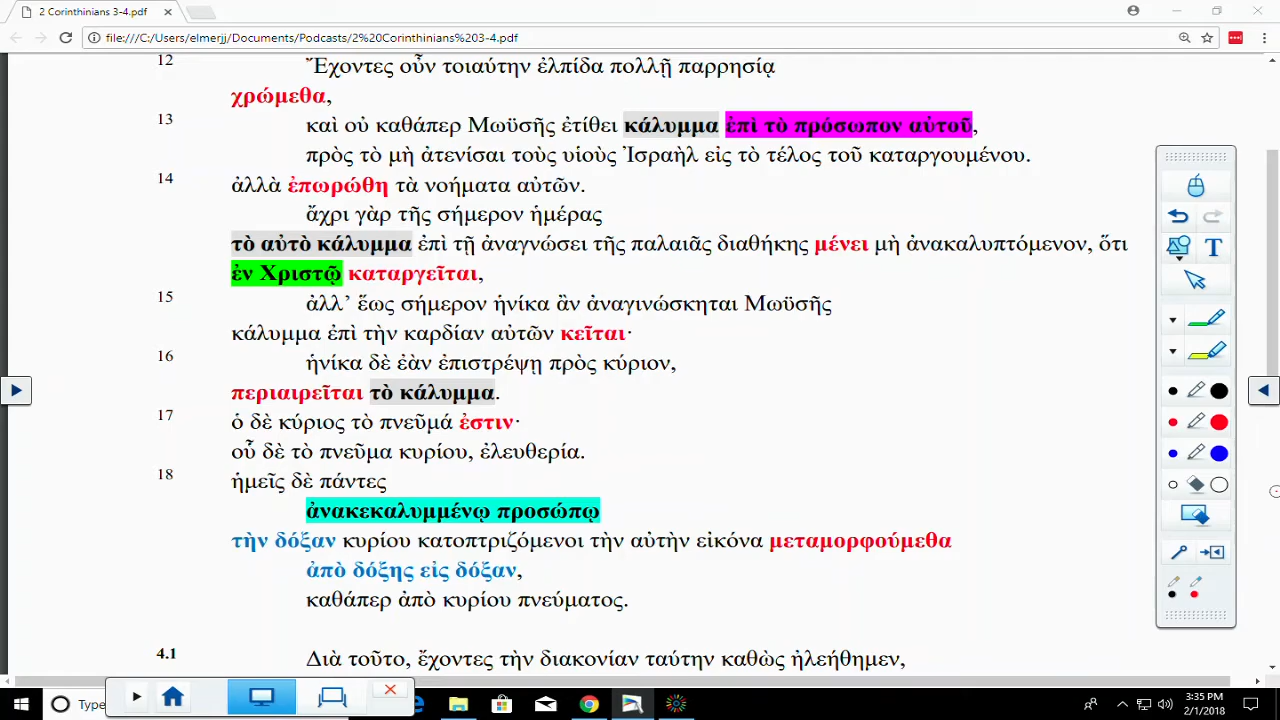 2 Corinthians 3-4.pdf
file:///C:/Users/elmerjj/Documents/Podcasts/2%20Corinthians%203-4.pdf
12 Ἔχοντες οὖν τοιαύτην ἐλπίδα πολλῇ παρρησίᾳ
χρώμεθα,
13 καὶ οὐ καθάπερ Μωϋσῆς ἐτίθει κάλυμμα ἐπὶ τὸ πρόσωπον αὐτοῦ,
πρὸς τὸ μὴ ἀτενίσαι τοὺς υἱοὺς Ἰσραὴλ εἰς τὸ τέλος τοῦ καταργουμένου.
14 ἀλλὰ ἐπωρώθη τὰ νοήματα αὐτῶν.
ἄχρι γὰρ τῆς σήμερον ἡμέρας
τὸ αὐτὸ κάλυμμα ἐπὶ τῇ ἀναγνώσει τῆς παλαιᾶς διαθήκης μένει μὴ ἀνακαλυπτόμενον, ὅτι
ἐν Χριστῷ καταργεῖται,
15 ἀλλ’ ἕως σήμερον ἡνίκα ἂν ἀναγινώσκηται Μωϋσῆς
κάλυμμα ἐπὶ τὴν καρδίαν αὐτῶν κεῖται·
16 ἡνίκα δὲ ἐὰν ἐπιστρέψῃ πρὸς κύριον,
περιαιρεῖται τὸ κάλυμμα.
17 ὁ δὲ κύριος τὸ πνεῦμά ἐστιν·
οὗ δὲ τὸ πνεῦμα κυρίου, ἐλευθερία.
18 ἡμεῖς δὲ πάντες
ἀνακεκαλυμμένῳ προσώπῳ
τὴν δόξαν κυρίου κατοπτριζόμενοι τὴν αὐτὴν εἰκόνα μεταμορφούμεθα
ἀπὸ δόξης εἰς δόξαν,
καθάπερ ἀπὸ κυρίου πνεύματος.
4.1 Διὰ τοῦτο, ἔχοντες τὴν διακονίαν ταύτην καθὼς ἠλεήθημεν,
T
Type
3:35 PM
2/1/2018